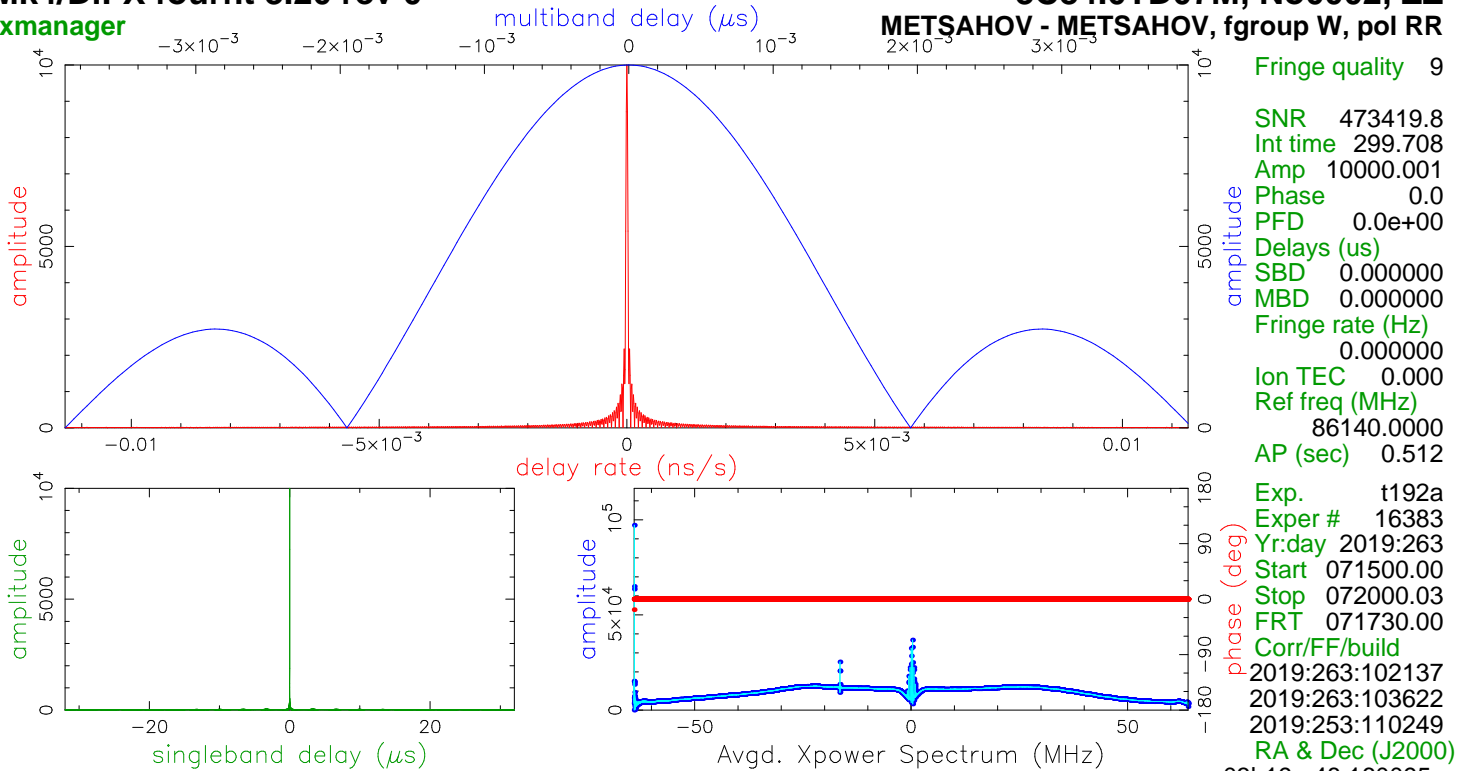 xmanager
METSAHOV - METSAHOV, fgroup W, pol RR
multiband delay (μs)
−3×10⁻³ −2×10⁻³ −10⁻³ 0 10⁻³ 2×10⁻³ 3×10⁻³
amplitude
0 5000 10⁴
amplitude
0 5000 10⁴
−0.01 −5×10⁻³ 0 5×10⁻³ 0.01
delay rate (ns/s)
amplitude
0 5000 10⁴
−20 0 20
singleband delay (μs)
amplitude
0 5×10⁴ 10⁵
phase (deg)
−180 −90 0 90 180
−50 0 50
Avgd. Xpower Spectrum (MHz)
Fringe quality 9
SNR 473419.8
Int time 299.708
Amp 10000.001
Phase 0.0
PFD 0.0e+00
Delays (us)
SBD 0.000000
MBD 0.000000
Fringe rate (Hz)
0.000000
Ion TEC 0.000
Ref freq (MHz)
86140.0000
AP (sec) 0.512
Exp. t192a
Exper # 16383
Yr:day 2019:263
Start 071500.00
Stop 072000.03
FRT 071730.00
Corr/FF/build
2019:263:102137
2019:263:103622
2019:253:110249
RA & Dec (J2000)